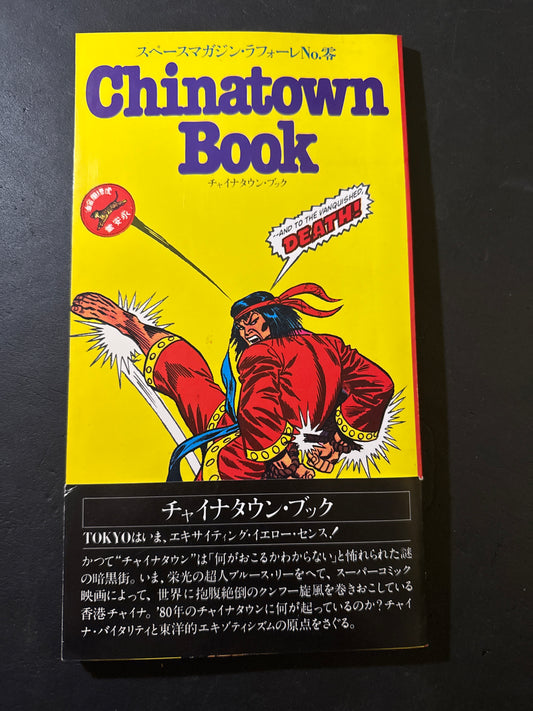 スペースマガジン・ラフォーレNo.零
Chinatown
Book
チャイナタウン・ブック
--AND TO THE VANQUISHED,
DEATH!
チャイナタウン・ブック
TOKYOはいま、エキサイティング・イエロー・センス！
かつて“チャイナタウン”は「何がおこるかわからない」と怖れられた謎
の暗黒街。いま、栄光の超人ブルース・リーをへて、スーパーコミック
映画によって、世界に抱腹絶倒のクンフー旋風を巻きおこしている
香港チャイナ。'80年のチャイナタウンに何が起っているのか？チャイ
ナ・バイタリティと東洋的エキゾティシズムの原点をさぐる。